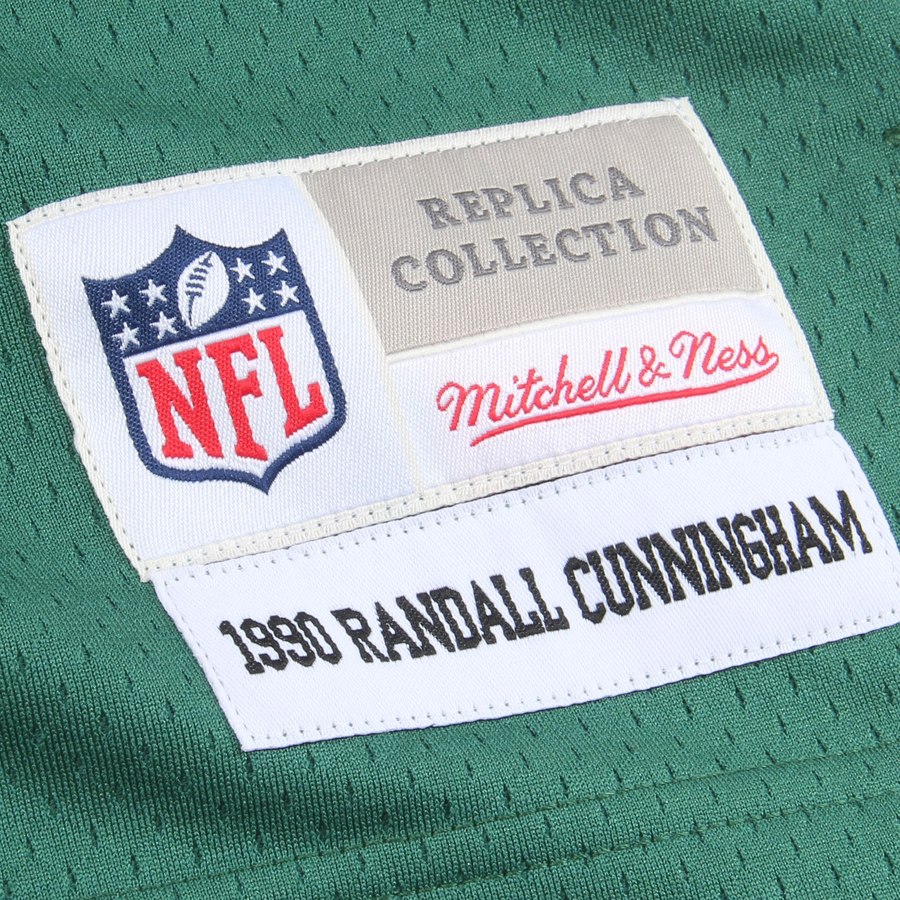 NFL
REPLICA
COLLECTION
Mitchell & Ness
1990 RANDALL CUNNINGHAM